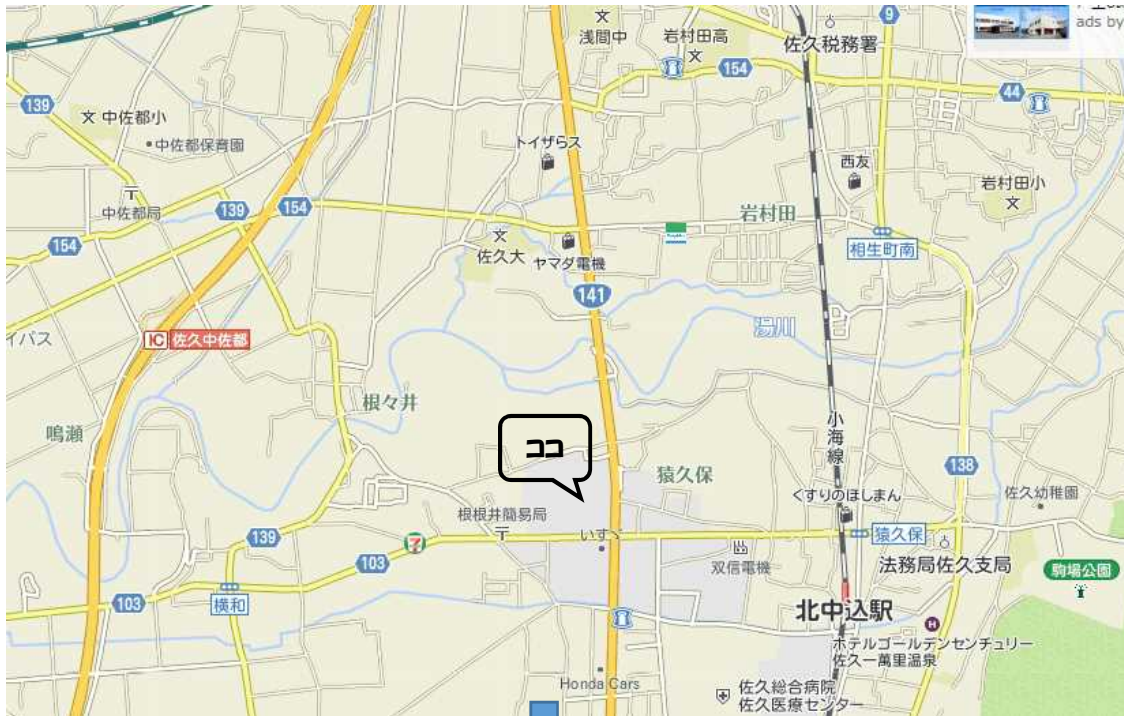 ads by
浅間中
岩村田高
佐久税務署
9
139
154
44
中佐都小
中佐都保育園
トイザらス
西友
岩村田小
中佐都局
139
154
154
岩村田
佐久大
ヤマダ電機
相生町南
141
湯川
イパス
IC 佐久中佐都
根々井
鳴瀬
ココ
猿久保
小海線
138
くすりのほしまん
佐久幼稚園
根根井簡易局
いすゞ
猿久保
139
7
103
双信電機
法務局佐久支局
駒場公園
103
横和
北中込駅
H
ホテルゴールデンセンチュリー
佐久一萬里温泉
Honda Cars
佐久総合病院
佐久医療センター